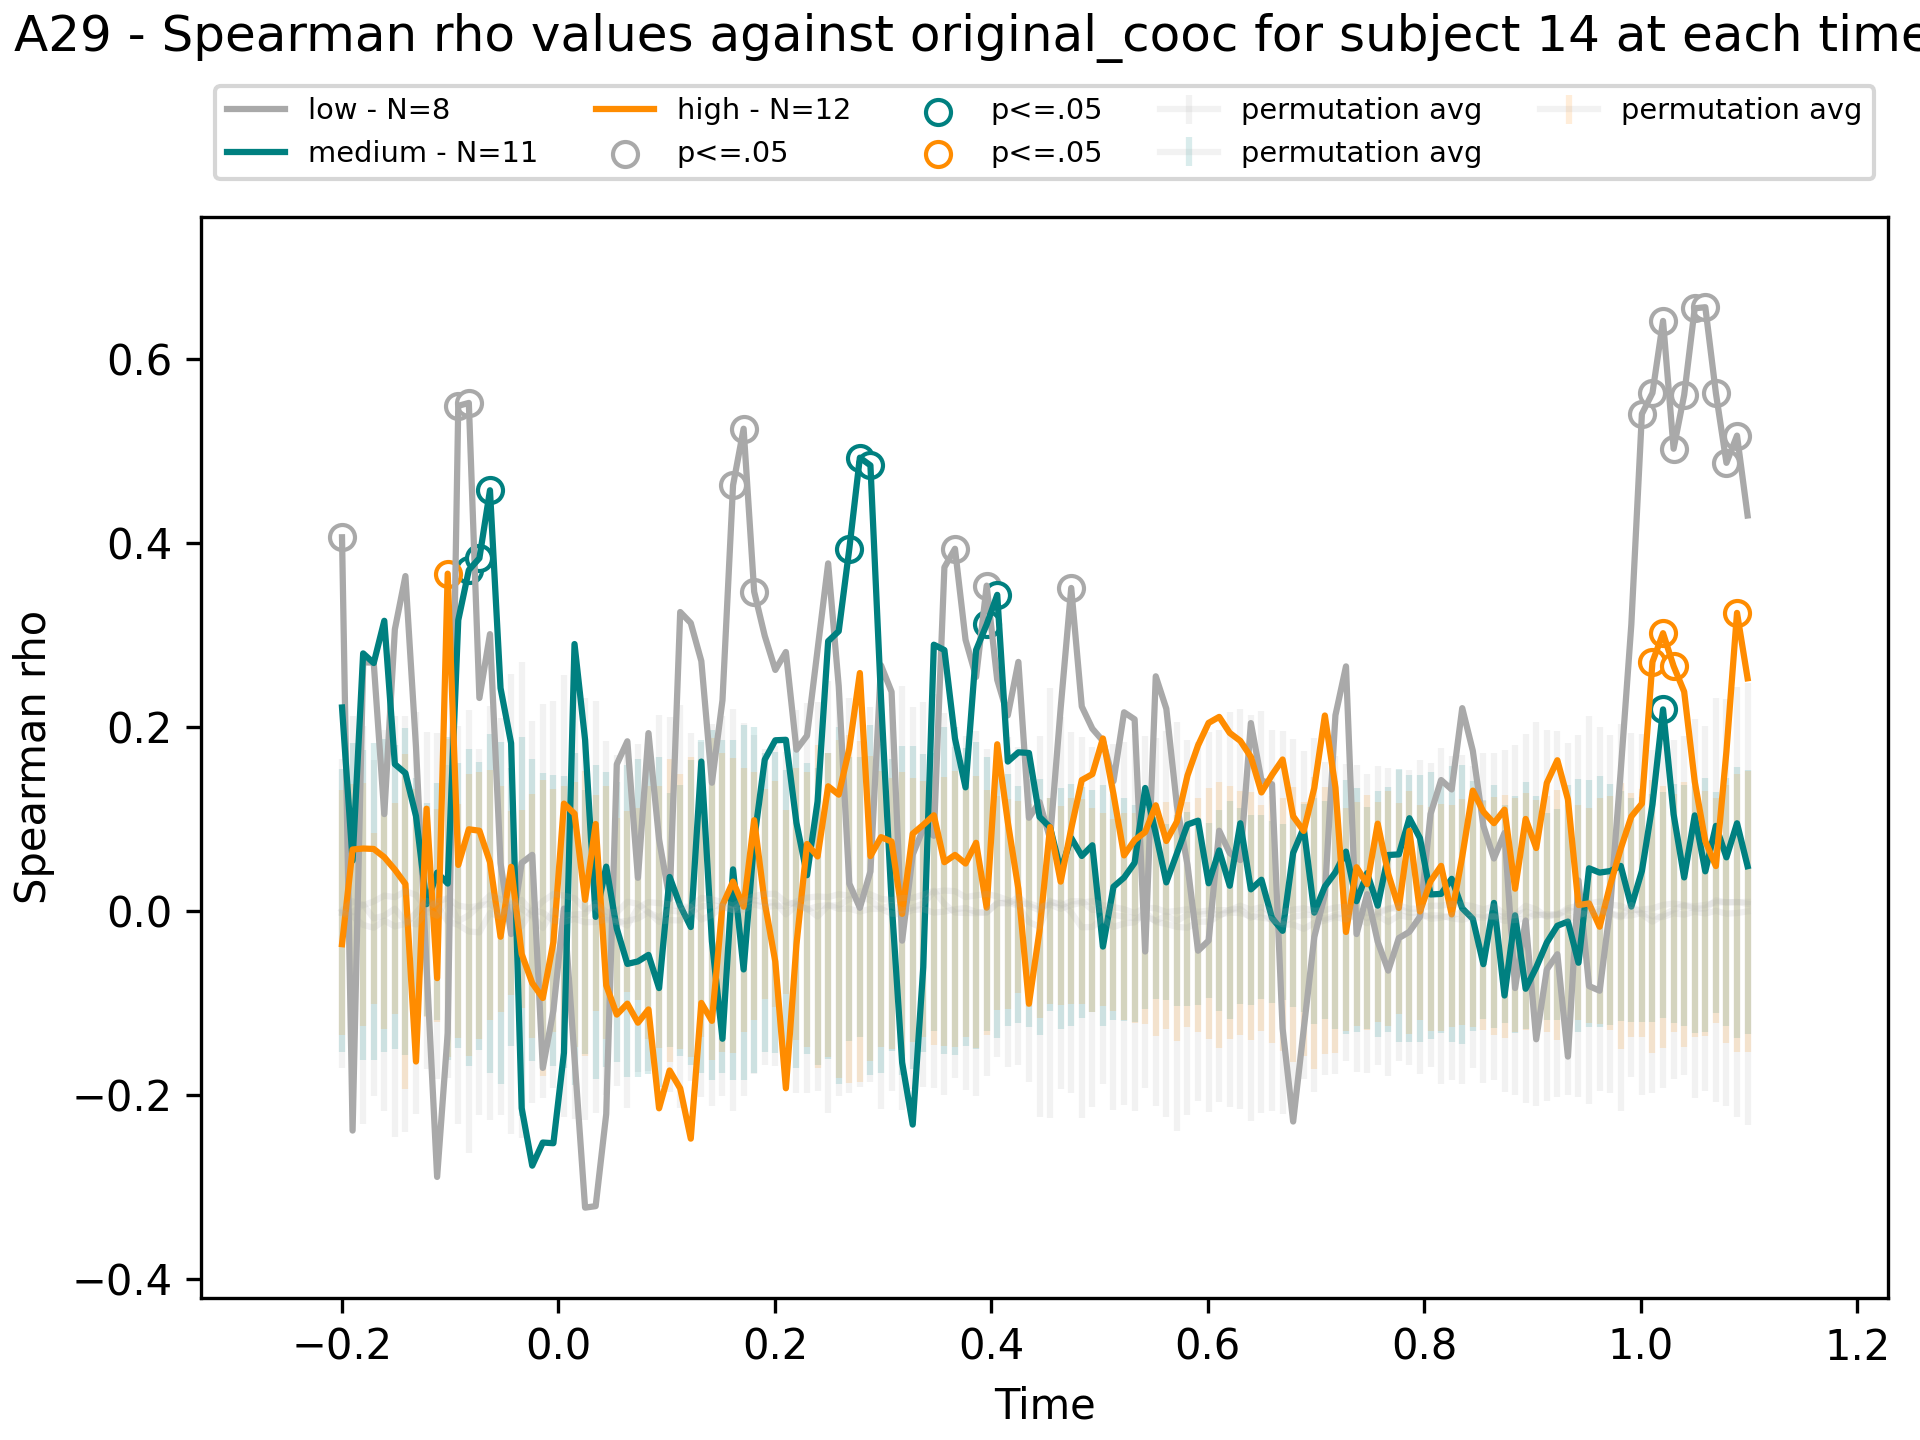 A29 - Spearman rho values against original_cooc for subject 14 at each time
low - N=8
medium - N=11
high - N=12
p<=.05
p<=.05
p<=.05
permutation avg
permutation avg
permutation avg
Spearman rho
0.6
0.4
0.2
0.0
−0.2
−0.4
−0.2 0.0 0.2 0.4 0.6 0.8 1.0 1.2
Time